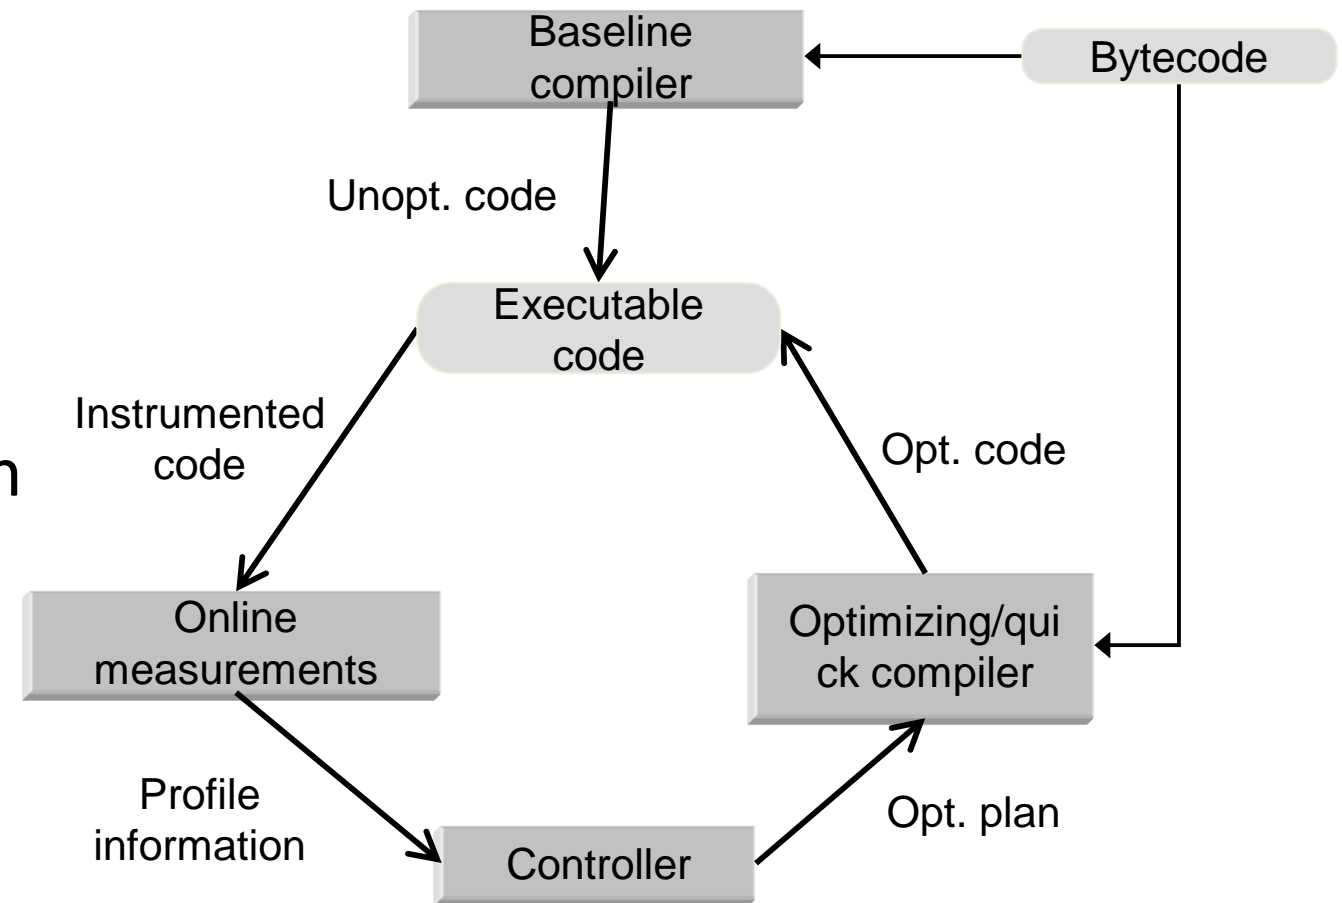 Baseline
compiler
Bytecode
Unopt. code
Executable
code
Instrumented
code
n
Opt. code
Online
measurements
Optimizing/qui
ck compiler
Profile
information
Opt. plan
Controller